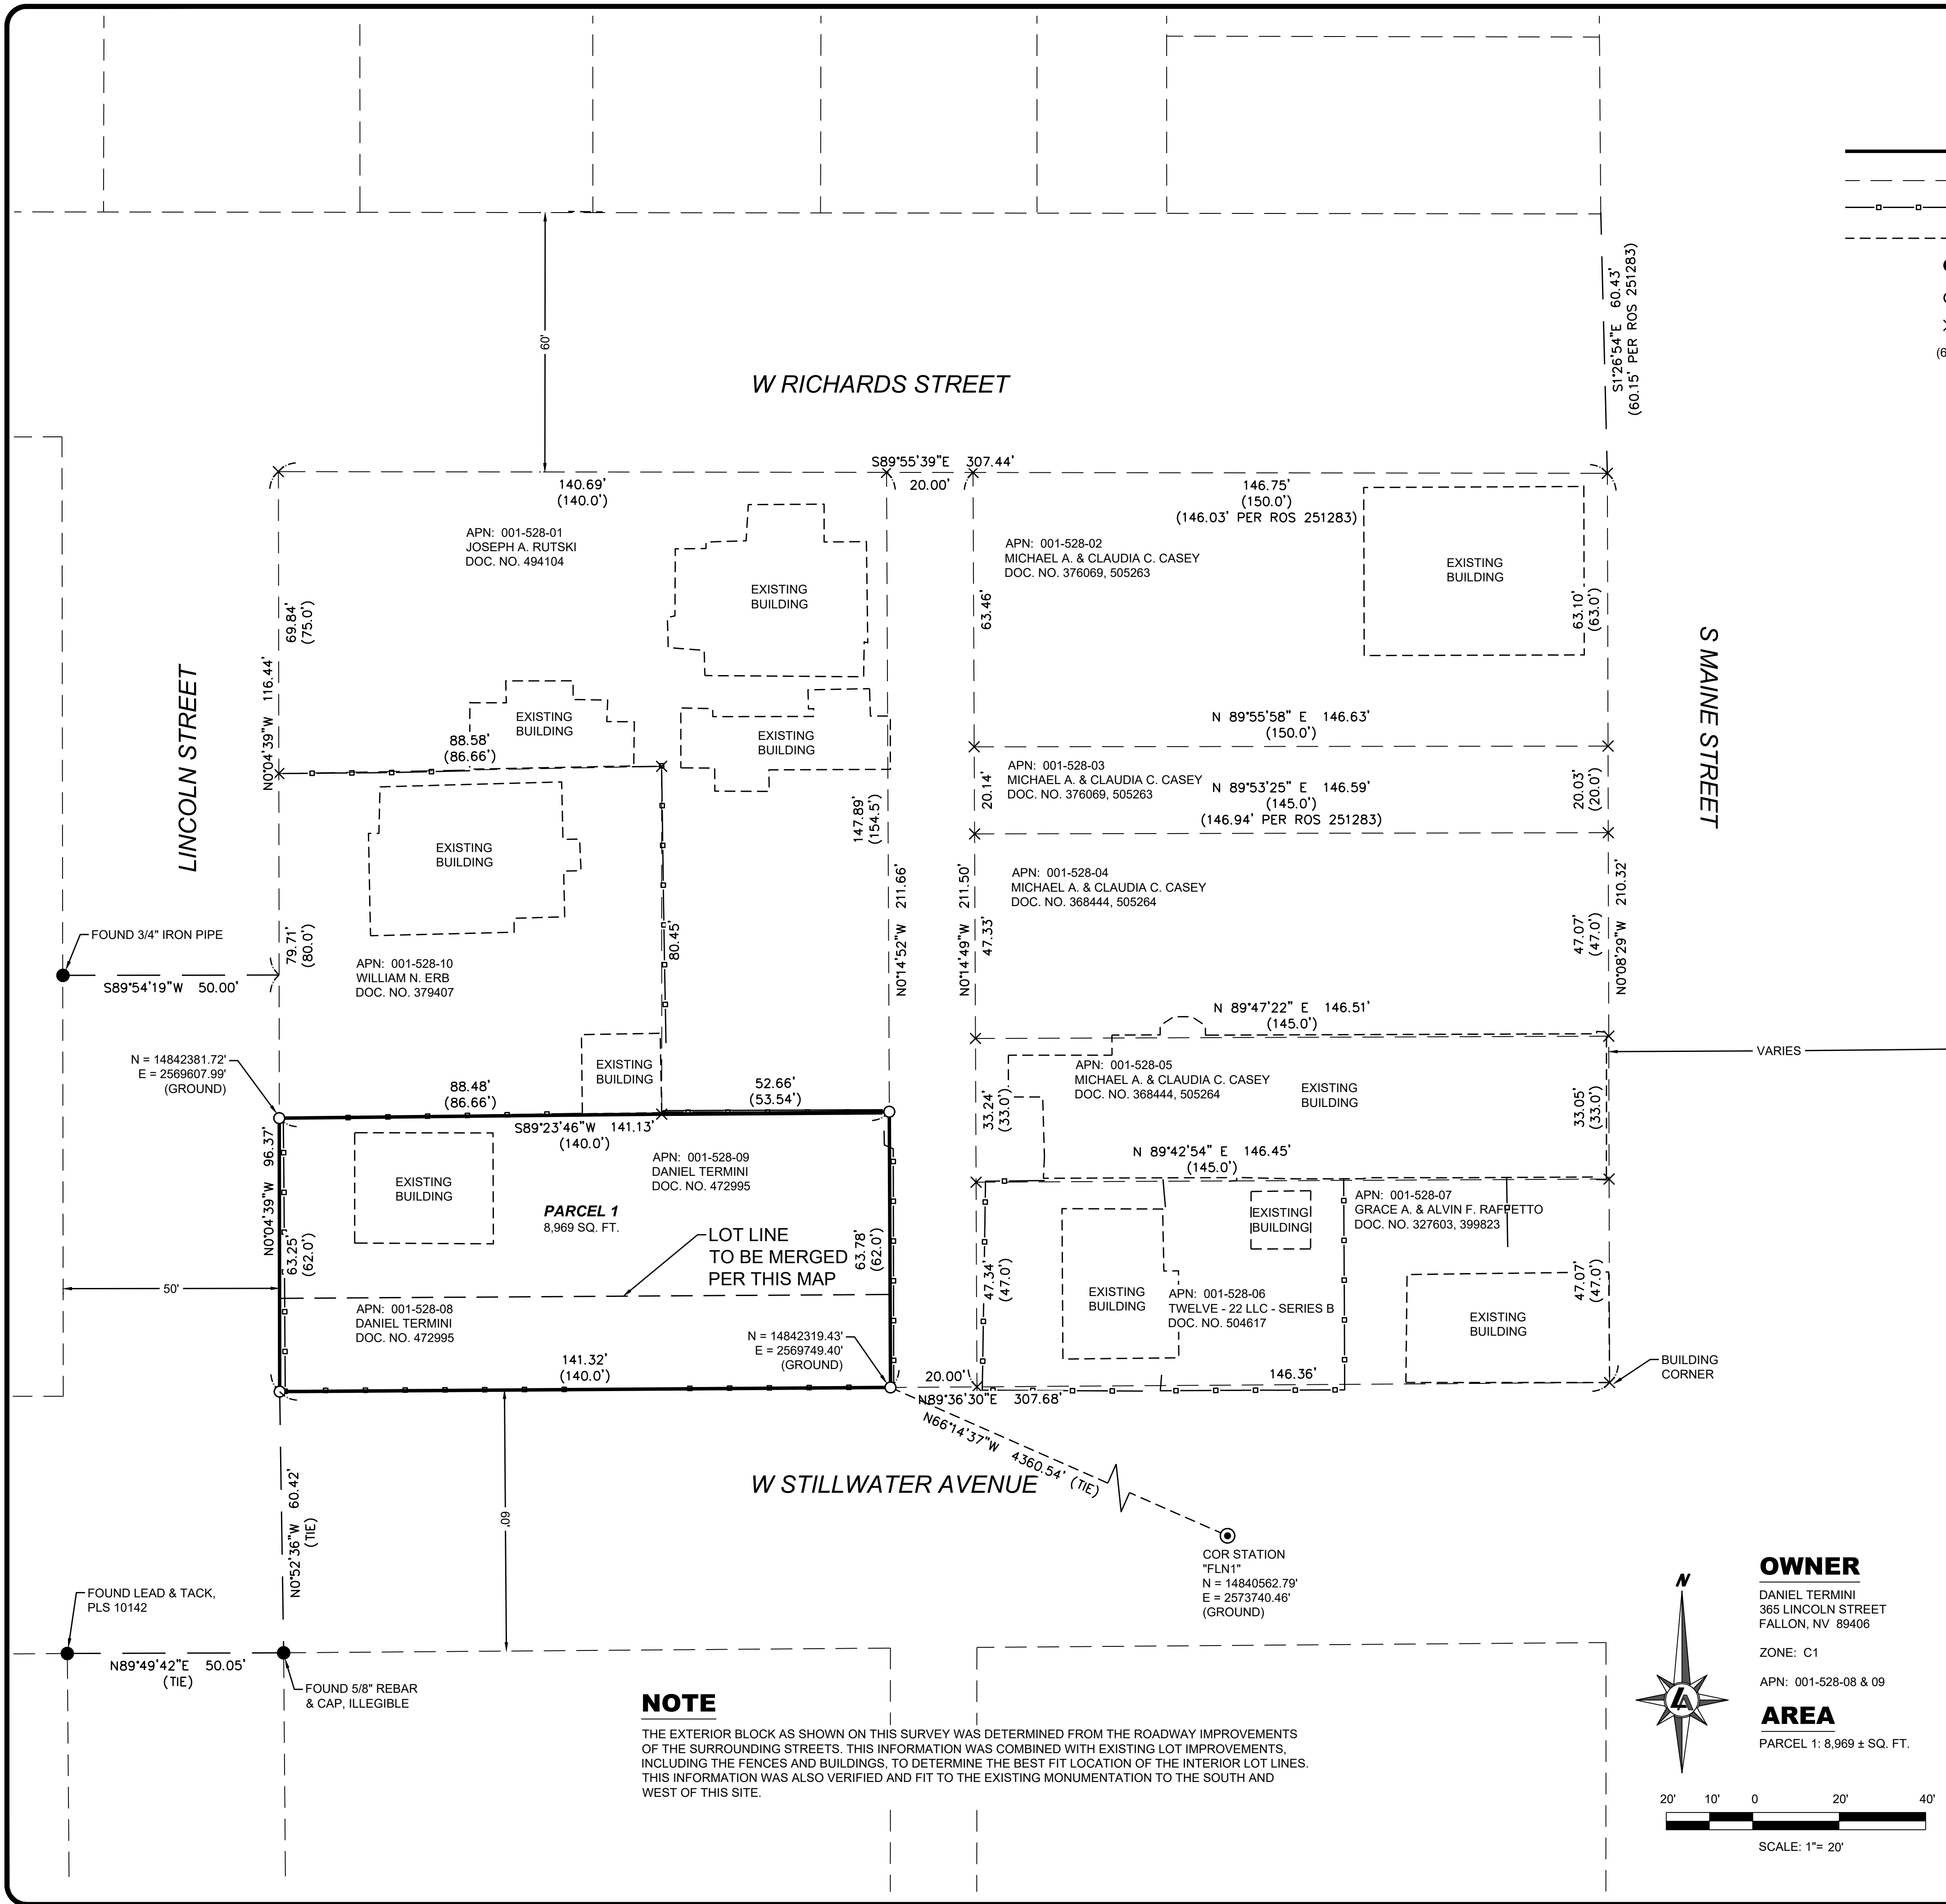 S1°26'54"E 60.43'
(60.15' PER ROS 251283)
60'
W RICHARDS STREET
S89°55'39"E 307.44'
140.69'
(140.0')
20.00'
146.75'
(150.0')
(146.03' PER ROS 251283)
APN: 001-528-01
JOSEPH A. RUTSKI
DOC. NO. 494104
EXISTING
BUILDING
APN: 001-528-02
MICHAEL A. & CLAUDIA C. CASEY
DOC. NO. 376069, 505263
EXISTING
BUILDING
69.84'
(75.0')
63.46'
63.10'
(63.0')
N0°04'39"W 116.44'
LINCOLN STREET
S MAINE STREET
EXISTING
BUILDING
88.58'
(86.66')
EXISTING
BUILDING
N 89°55'58" E 146.63'
(150.0')
APN: 001-528-03
MICHAEL A. & CLAUDIA C. CASEY
DOC. NO. 376069, 505263
20.14'
N 89°53'25" E 146.59'
(145.0')
(146.94' PER ROS 251283)
20.03'
(20.0')
147.89'
(154.5')
EXISTING
BUILDING
APN: 001-528-04
MICHAEL A. & CLAUDIA C. CASEY
DOC. NO. 368444, 505264
N0°14'52"W 211.66'
N0°14'49"W 211.50'
47.33'
47.07'
(47.0')
N0°08'29"W 210.32'
FOUND 3/4" IRON PIPE
S89°54'19"W 50.00'
79.71'
(80.0')
80.45'
APN: 001-528-10
WILLIAM N. ERB
DOC. NO. 379407
N 89°47'22" E 146.51'
(145.0')
VARIES
N = 14842381.72'
E = 2569607.99'
(GROUND)
EXISTING
BUILDING
APN: 001-528-05
MICHAEL A. & CLAUDIA C. CASEY
DOC. NO. 368444, 505264
EXISTING
BUILDING
88.48'
(86.66')
52.66'
(53.54')
33.24'
(33.0')
33.05'
(33.0')
S89°23'46"W 141.13'
(140.0')
N0°04'39"W 96.37'
63.25'
(62.0')
EXISTING
BUILDING
APN: 001-528-09
DANIEL TERMINI
DOC. NO. 472995
PARCEL 1
8,969 SQ. FT.
LOT LINE
TO BE MERGED
PER THIS MAP
63.78'
(62.0')
N 89°42'54" E 146.45'
(145.0')
APN: 001-528-07
GRACE A. & ALVIN F. RAFFETTO
DOC. NO. 327603, 399823
EXISTING
BUILDING
47.34'
(47.0')
EXISTING
BUILDING
APN: 001-528-06
TWELVE - 22 LLC - SERIES B
DOC. NO. 504617
EXISTING
BUILDING
47.07'
(47.0')
50'
APN: 001-528-08
DANIEL TERMINI
DOC. NO. 472995
N = 14842319.43'
E = 2569749.40'
(GROUND)
141.32'
(140.0')
20.00'
146.36'
BUILDING
CORNER
N89°36'30"E 307.68'
N66°14'37"W 4360.54' (TIE)
W STILLWATER AVENUE
N0°52'36"W 60.42'
(TIE)
60'
COR STATION
"FLN1"
N = 14840562.79'
E = 2573740.46'
(GROUND)
FOUND LEAD & TACK,
PLS 10142
N89°49'42"E 50.05'
(TIE)
FOUND 5/8" REBAR
& CAP, ILLEGIBLE
NOTE
THE EXTERIOR BLOCK AS SHOWN ON THIS SURVEY WAS DETERMINED FROM THE ROADWAY IMPROVEMENTS
OF THE SURROUNDING STREETS. THIS INFORMATION WAS COMBINED WITH EXISTING LOT IMPROVEMENTS,
INCLUDING THE FENCES AND BUILDINGS, TO DETERMINE THE BEST FIT LOCATION OF THE INTERIOR LOT LINES.
THIS INFORMATION WAS ALSO VERIFIED AND FIT TO THE EXISTING MONUMENTATION TO THE SOUTH AND
WEST OF THIS SITE.
N
OWNER
DANIEL TERMINI
365 LINCOLN STREET
FALLON, NV 89406
ZONE: C1
APN: 001-528-08 & 09
AREA
PARCEL 1: 8,969 ± SQ. FT.
20' 10' 0 20' 40'
SCALE: 1"= 20'